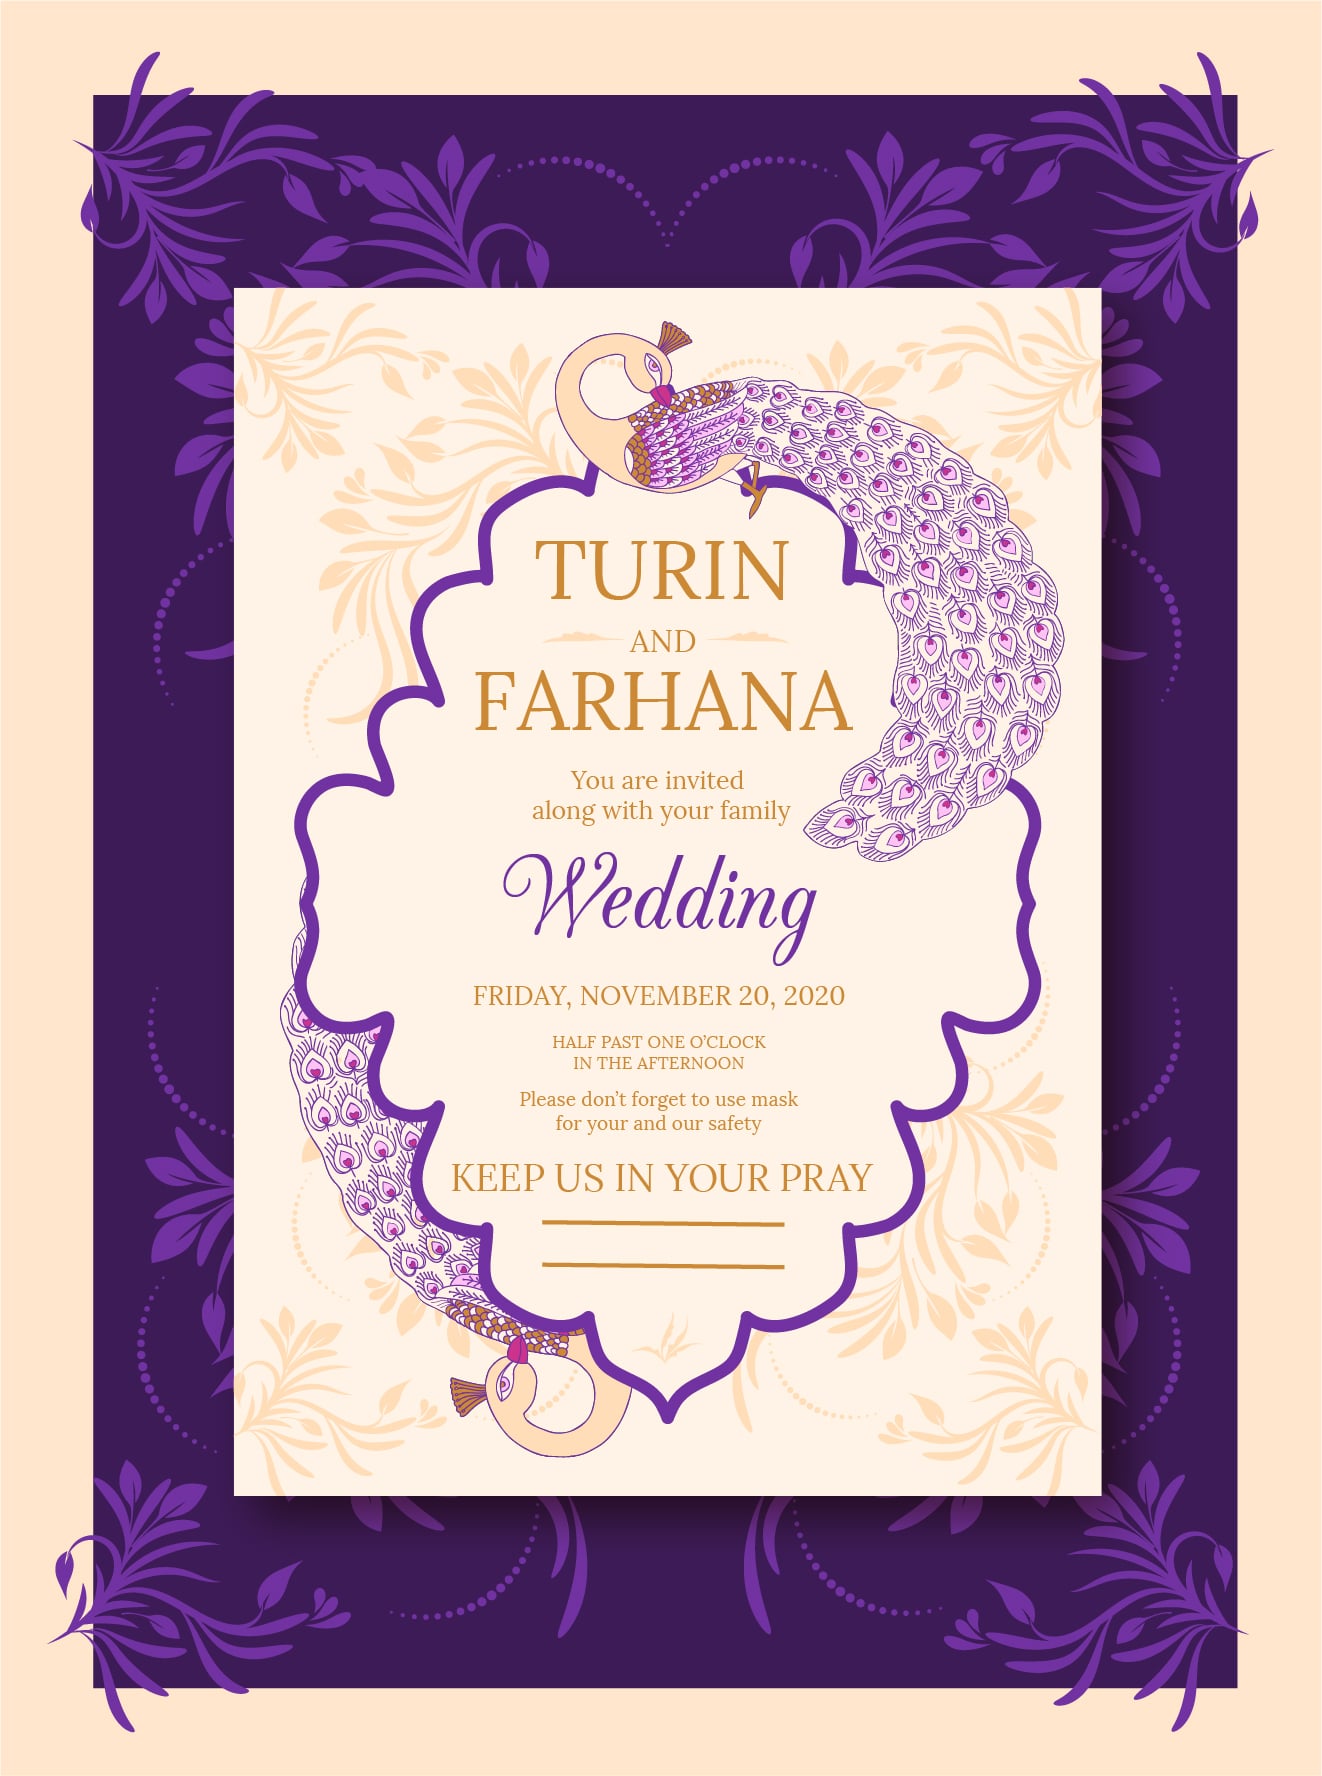 TURIN
AND
FARHANA
You are invited
along with your family
Wedding
FRIDAY, NOVEMBER 20, 2020
HALF PAST ONE O’CLOCK
IN THE AFTERNOON
Please don’t forget to use mask
for your and our safety
KEEP US IN YOUR PRAY